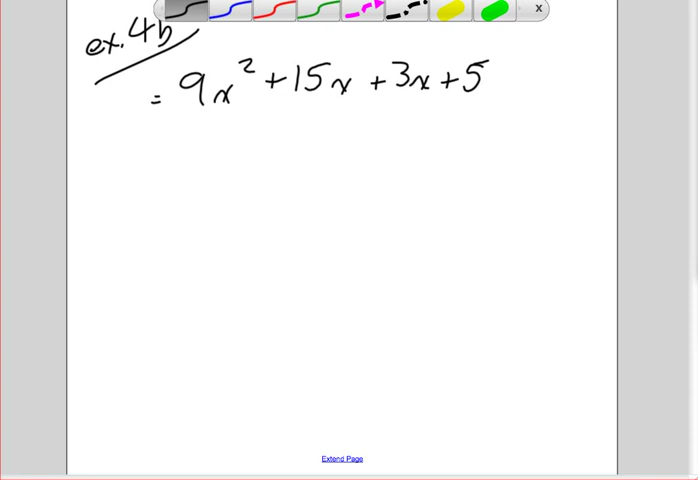 x
ex. 4b
= 9x² + 15x + 3x + 5
Extend Page